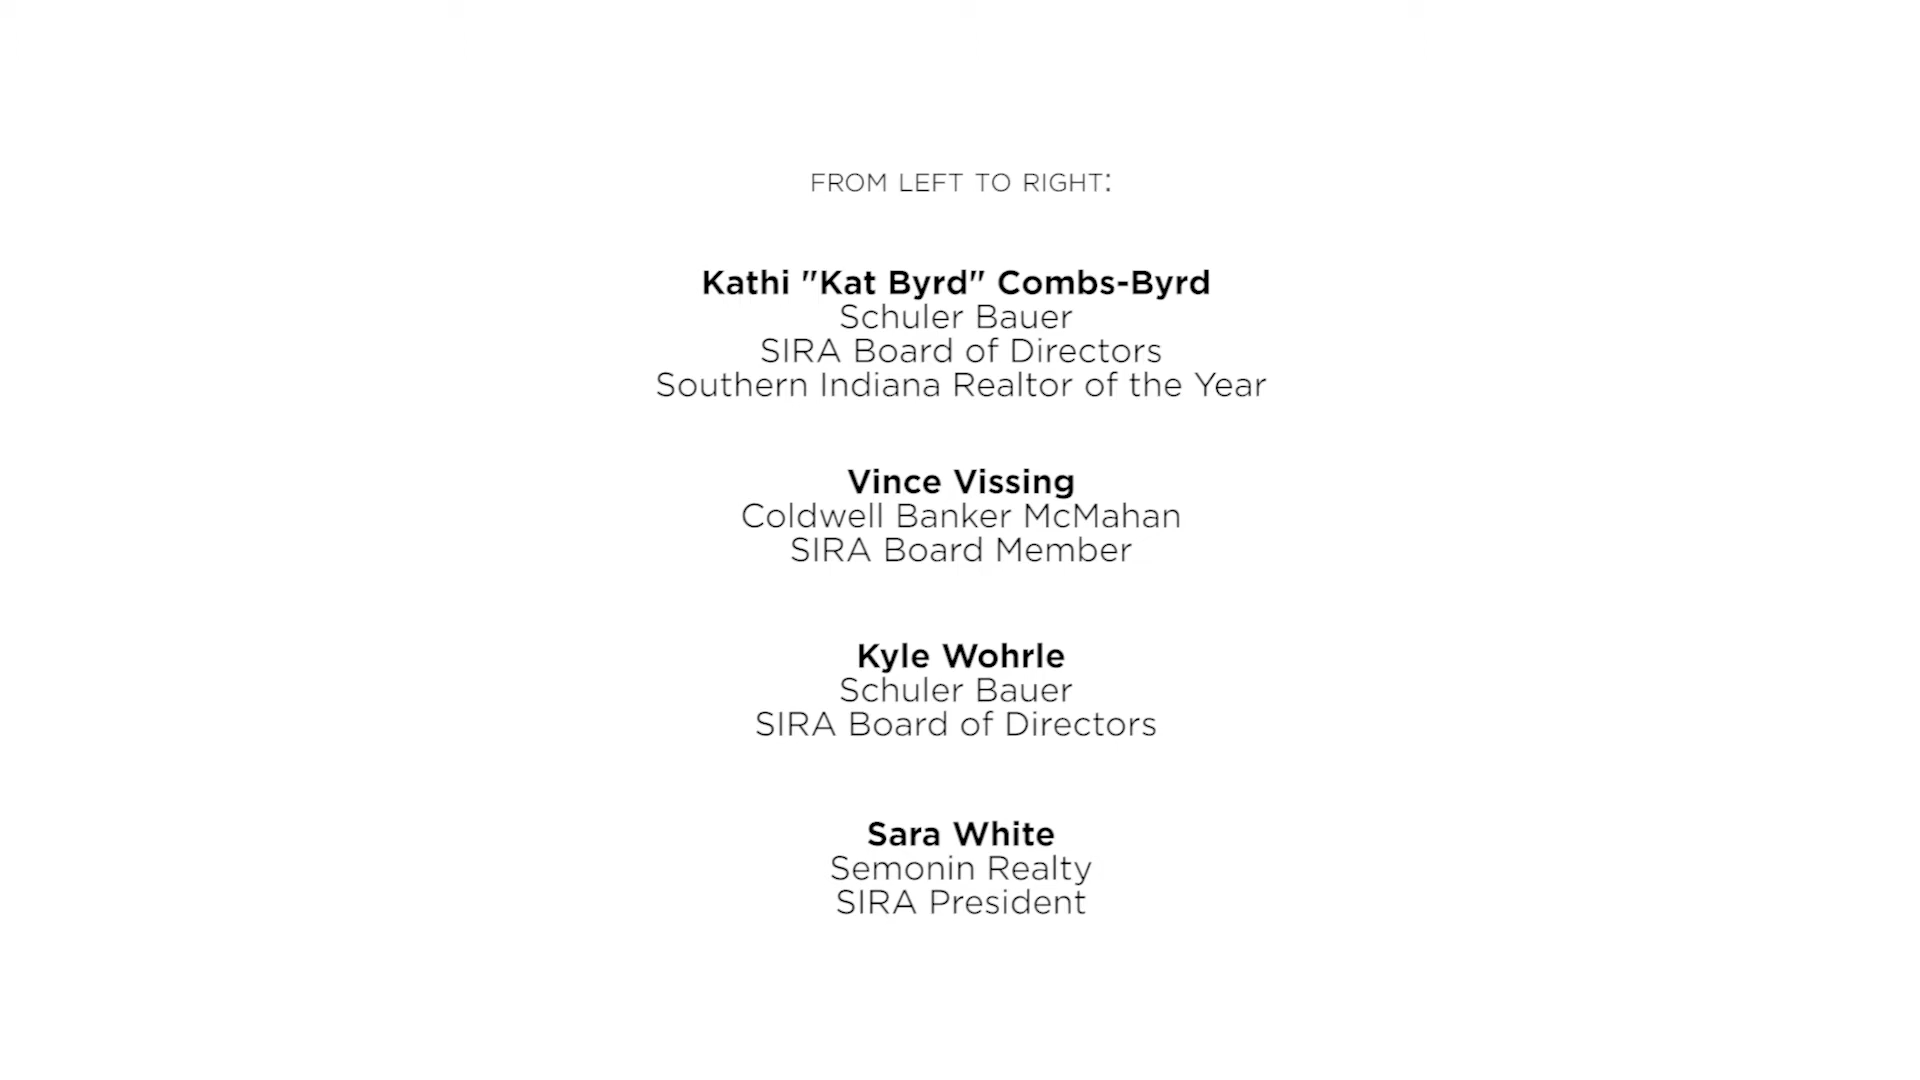 FROM LEFT TO RIGHT:
Kathi "Kat Byrd" Combs-Byrd
Schuler Bauer
SIRA Board of Directors
Southern Indiana Realtor of the Year
Vince Vissing
Coldwell Banker McMahan
SIRA Board Member
Kyle Wohrle
Schuler Bauer
SIRA Board of Directors
Sara White
Semonin Realty
SIRA President